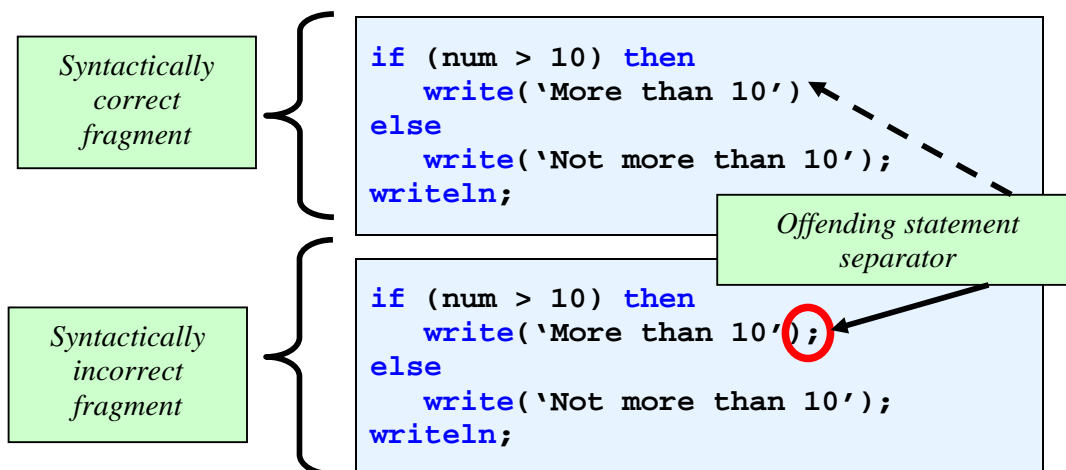 Syntactically
correct
fragment
if (num > 10) then
   write(‘More than 10’)
else
   write(‘Not more than 10’);
writeln;
Offending statement
separator
Syntactically
incorrect
fragment
if (num > 10) then
   write(‘More than 10’);
else
   write(‘Not more than 10’);
writeln;